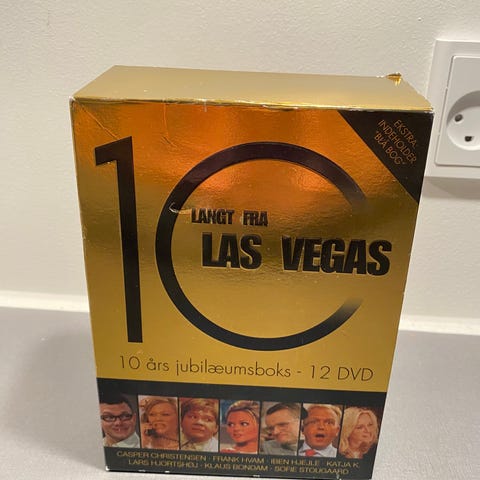 EKSTRA:
INDEHOLDER
"BLÅ BOG"
10
LANGT FRA
LAS VEGAS
10 års jubilæumsboks - 12 DVD
CASPER CHRISTENSEN · FRANK HVAM · IBEN HJEJLE · KATJA K.
LARS HJORTSHØJ · KLAUS BONDAM · SOFIE STOUGAARD